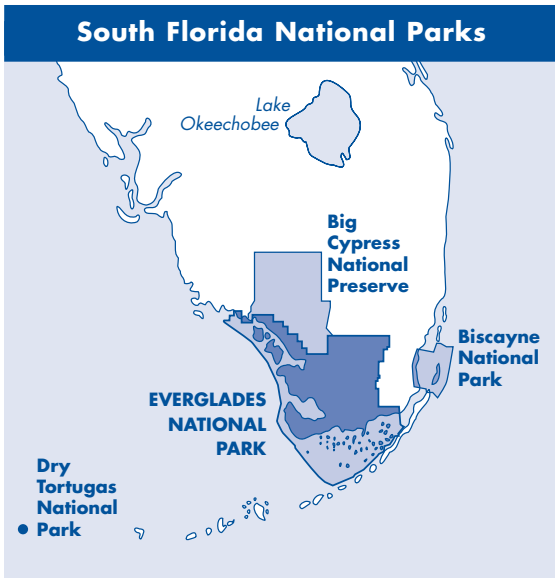 South Florida National Parks
Lake
Okeechobee
Big
Cypress
National
Preserve
Biscayne
National
Park
EVERGLADES
NATIONAL
PARK
Dry
Tortugas
National
Park